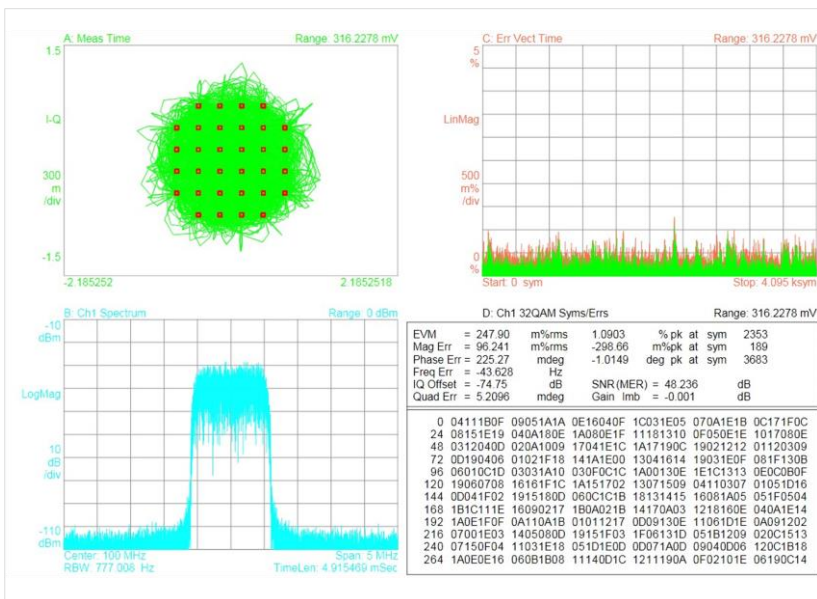 A: Meas Time Range: 316.2278 mV
1.5
I-Q
300
m
/div
-1.5
-2.185252 2.1852518
C: Err Vect Time Range: 316.2278 mV
5
%
LinMag
500
m%
/div
0
%
Start: 0 sym Stop: 4.095 ksym
B: Ch1 Spectrum Range: 0 dBm
-10
dBm
LogMag
10
dB
/div
-110
dBm
Center: 100 MHz Span: 5 MHz
RBW: 777.008 Hz TimeLen: 4.915469 mSec
D: Ch1 32QAM Syms/Errs Range: 316.2278 mV
EVM = 247.90 m%rms 1.0903 % pk at sym 2353
Mag Err = 96.241 m%rms -298.66 m%pk at sym 189
Phase Err = 225.27 mdeg -1.0149 deg pk at sym 3683
Freq Err = -43.628 Hz
IQ Offset = -74.75 dB SNR(MER) = 48.236 dB
Quad Err = 5.2096 mdeg Gain Imb = -0.001 dB
0 04111B0F 09051A1A 0E16040F 1C031E05 070A1E1B 0C171F0C
24 08151E19 040A180E 1A080E1F 11181310 0F050E1E 1017080E
48 0312040D 020A1009 17041E1C 1A17190C 19021212 01120309
72 0D190406 01021F18 141A1E00 13041614 19031E0F 081F130B
96 06010C1D 03031A10 030F0C1C 1A00130E 1E1C1313 0E0C0B0F
120 19060708 16161F1C 1A151702 13071509 04110307 01051D16
144 0D041F02 1915180D 060C1C1B 18131415 16081A05 051F0504
168 1B1C111E 16090217 1B0A021B 14170A03 1218160E 040A1E14
192 1A0E1F0F 0A110A1B 01011217 0D09130E 11061D1E 0A091202
216 07001E03 1405080D 19151F03 1F06131D 051B1209 020C1513
240 07150F04 11031E18 051D1E0D 0D071A0D 09040D06 120C1B18
264 1A0E0E16 060B1B08 11140D1C 1211190A 0F02101E 06190C14